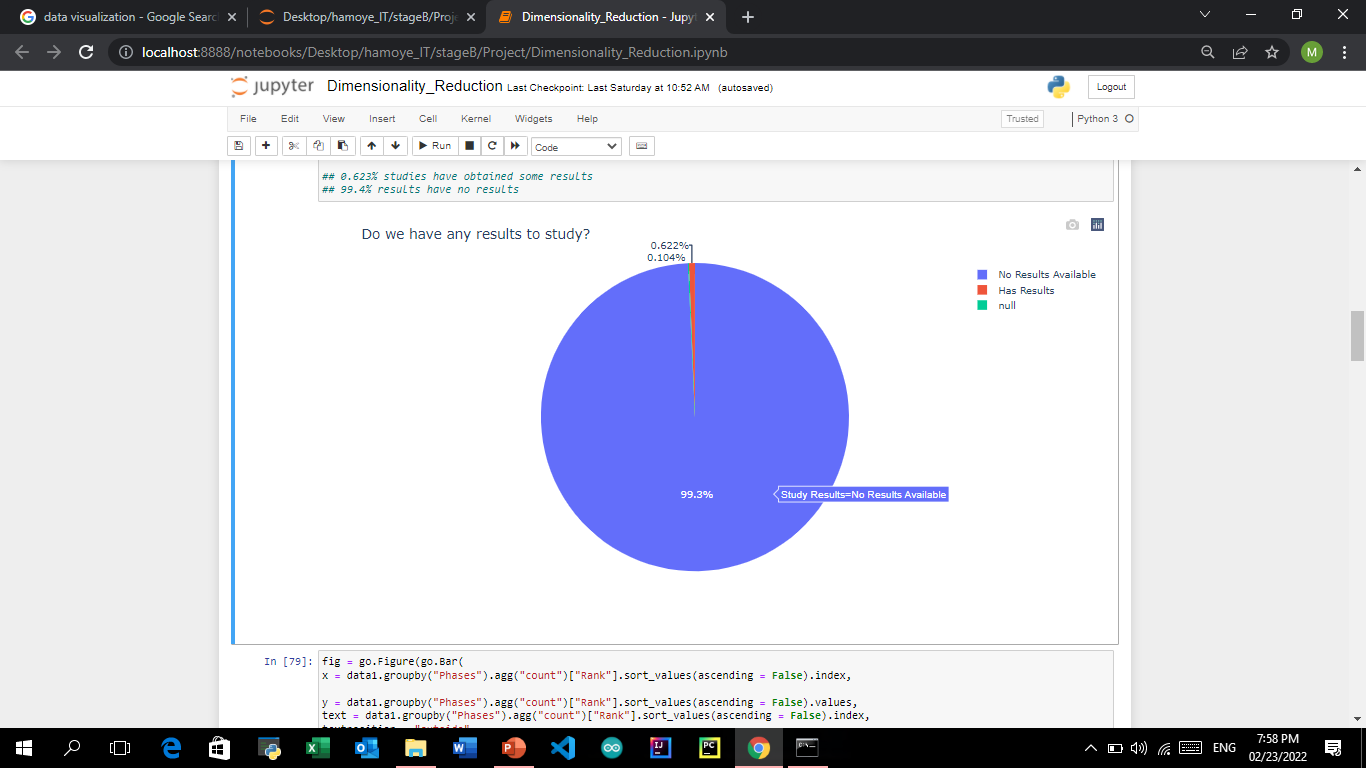 data visualization - Google Searc
Desktop/hamoye_IT/stageB/Proje
Dimensionality_Reduction - Jupyt
localhost:8888/notebooks/Desktop/hamoye_IT/stageB/Project/Dimensionality_Reduction.ipynb
M
jupyter Dimensionality_Reduction Last Checkpoint: Last Saturday at 10:52 AM (autosaved)
Logout
File Edit View Insert Cell Kernel Widgets Help
Trusted
Python 3
Run
Code
## 0.623% studies have obtained some results
## 99.4% results have no results
Do we have any results to study?
0.622%
0.104%
No Results Available
Has Results
null
99.3%
Study Results=No Results Available
In [79]:
fig = go.Figure(go.Bar(
x = data1.groupby("Phases").agg("count")["Rank"].sort_values(ascending = False).index,
y = data1.groupby("Phases").agg("count")["Rank"].sort_values(ascending = False).values,
text = data1.groupby("Phases").agg("count")["Rank"].sort_values(ascending = False).index,
ENG
7:58 PM
02/23/2022